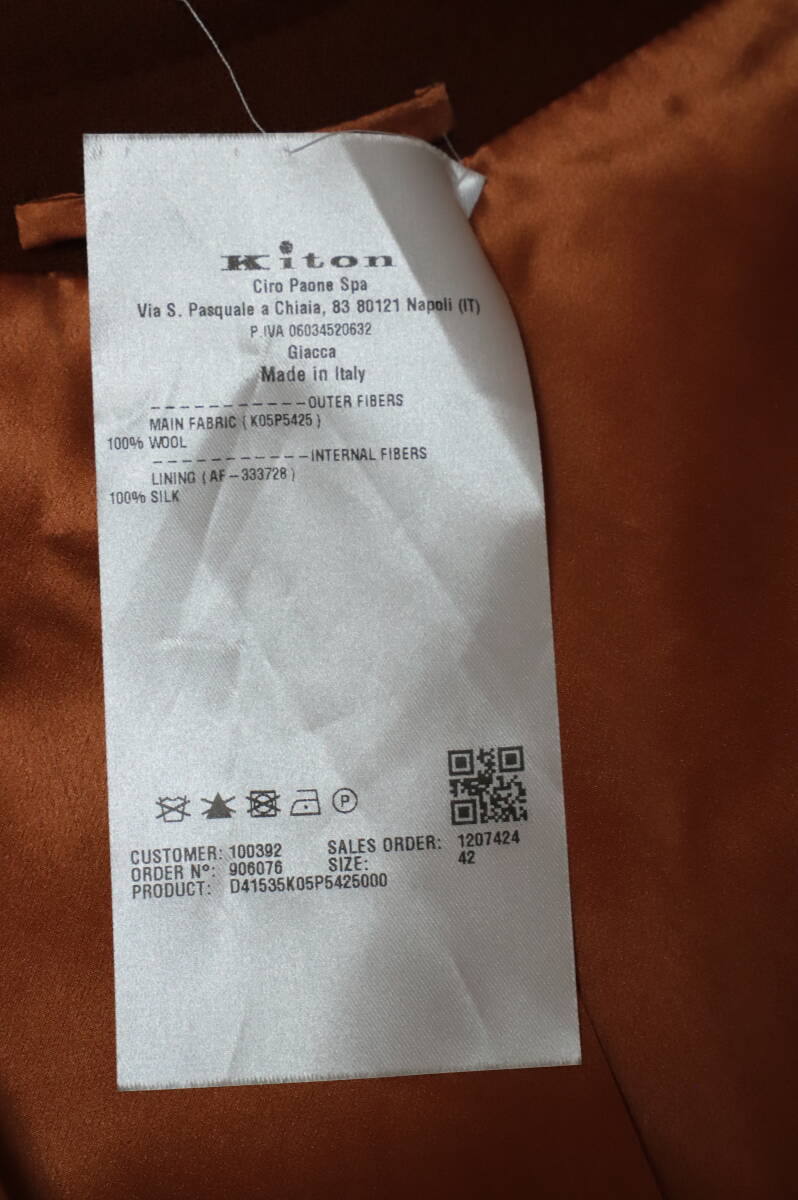 Kiton
Ciro Paone Spa
Via S. Pasquale a Chiaia, 83 80121 Napoli (IT)
P.IVA 06034520632
Giacca
Made in Italy
-----------OUTER FIBERS
MAIN FABRIC ( K05P5425 )
100% WOOL
-----------INTERNAL FIBERS
LINING ( AF-333728 )
100% SILK
P
CUSTOMER: 100392 SALES ORDER: 1207424
ORDER Nº: 906076 SIZE: 42
PRODUCT: D41535K05P5425000